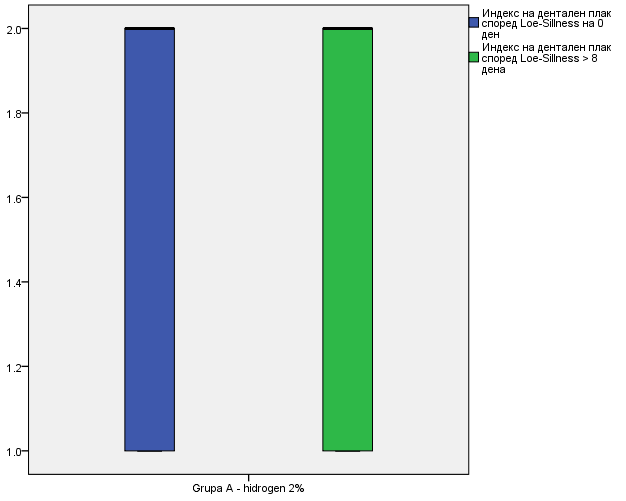 2.0
1.8
1.6
1.4
1.2
1.0
Grupa A - hidrogen 2%
Индекс на дентален плак
според Loe-Sillness на 0
ден
Индекс на дентален плак
според Loe-Sillness > 8
дена